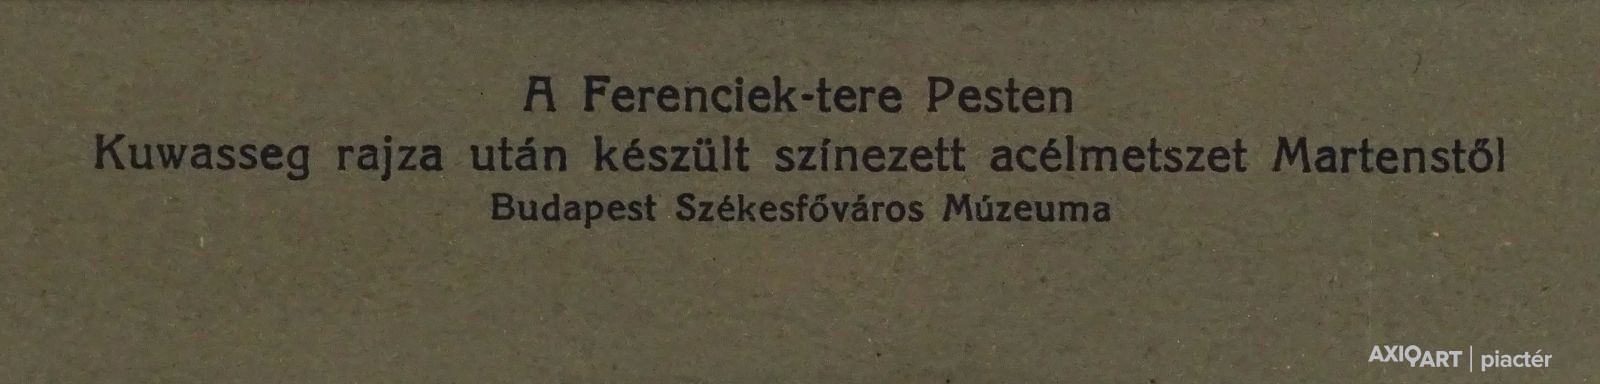 A Ferenciek-tere Pesten
Kuwasseg rajza után készült színezett acélmetszet Martenstől
Budapest Székesfőváros Múzeuma
AXIOART | piactér